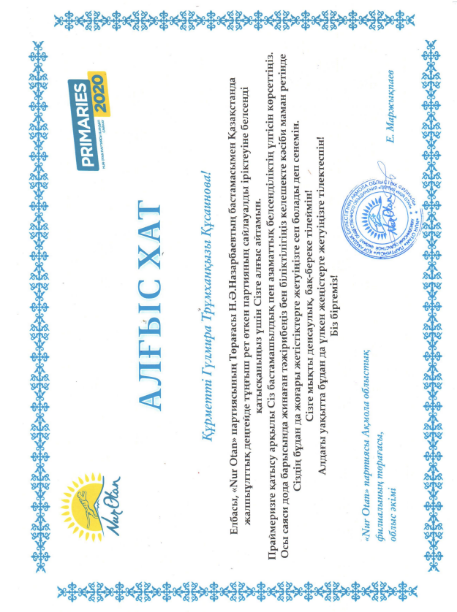 Nur Otan
PRIMARIES
2020
АЛҒЫС ХАТ
Құрметті Гүлмира Тұрмханқызы Кусаинова!
Елбасы, «Nur Otan» партиясының Төрағасы Н.Ә.Назарбаевтың бастамасымен Қазақстанда
жалпыұлттық деңгейде тұңғыш рет өткен партияның сайлауалды іріктеуіне белсенді
қатысқаныңыз үшін Сізге алғыс айтамын.
Праймеризге қатысу арқылы Сіз бастамашылдық пен азаматтық белсенділіктің үлгісін көрсеттіңіз.
Осы саяси дода барысында жинаған тәжірибеңіз бен біліктілігіңіз келешекте кәсіби маман ретінде
Сіздің бұдан да жоғары жетістіктерге жетуіңізге сеп болады деп сенемін.
Сізге мықты денсаулық, бақ-береке тілеймін!
Алдағы уақытта бұдан да үлкен жеңістерге жетуіңізге тілектеспін!
Біз біргеміз!
«Nur Otan» партиясы Ақмола облыстық
филиалының төрағасы,
облыс әкімі
Е. Маржықпаев